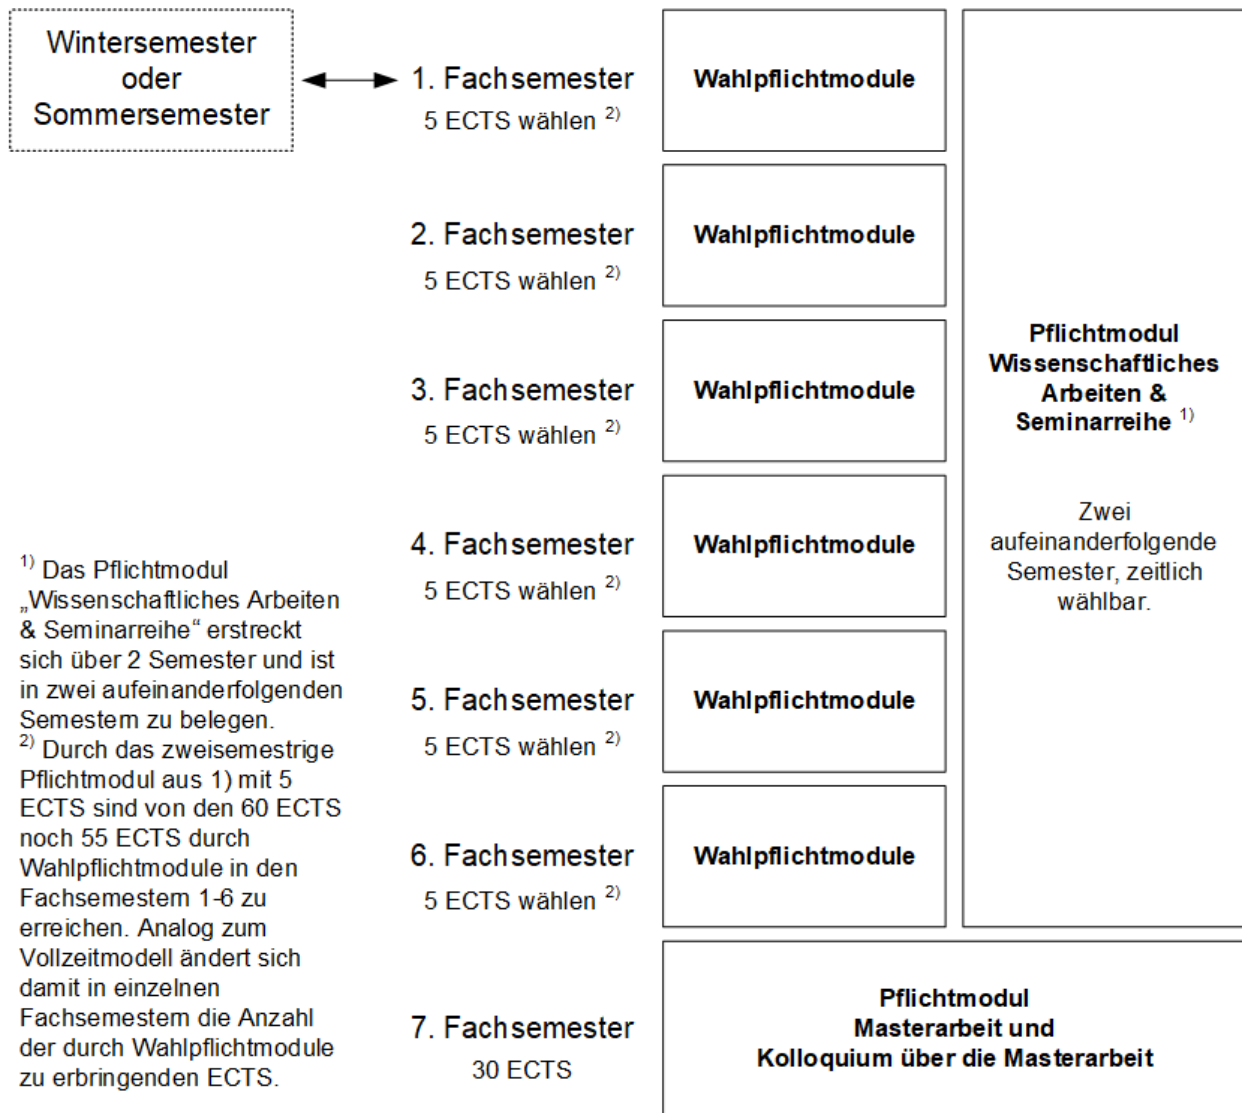 Wintersemester
oder
Sommersemester
1. Fachsemester
5 ECTS wählen 2)
Wahlpflichtmodule
2. Fachsemester
5 ECTS wählen 2)
Wahlpflichtmodule
3. Fachsemester
5 ECTS wählen 2)
Wahlpflichtmodule
4. Fachsemester
5 ECTS wählen 2)
Wahlpflichtmodule
5. Fachsemester
5 ECTS wählen 2)
Wahlpflichtmodule
6. Fachsemester
5 ECTS wählen 2)
Wahlpflichtmodule
Pflichtmodul
Wissenschaftliches
Arbeiten &
Seminarreihe 1)
Zwei
aufeinanderfolgende
Semester, zeitlich
wählbar.
7. Fachsemester
30 ECTS
Pflichtmodul
Masterarbeit und
Kolloquium über die Masterarbeit
1) Das Pflichtmodul
„Wissenschaftliches Arbeiten
& Seminarreihe“ erstreckt
sich über 2 Semester und ist
in zwei aufeinanderfolgenden
Semestern zu belegen.
2) Durch das zweisemestrige
Pflichtmodul aus 1) mit 5
ECTS sind von den 60 ECTS
noch 55 ECTS durch
Wahlpflichtmodule in den
Fachsemestern 1-6 zu
erreichen. Analog zum
Vollzeitmodell ändert sich
damit in einzelnen
Fachsemestern die Anzahl
der durch Wahlpflichtmodule
zu erbringenden ECTS.